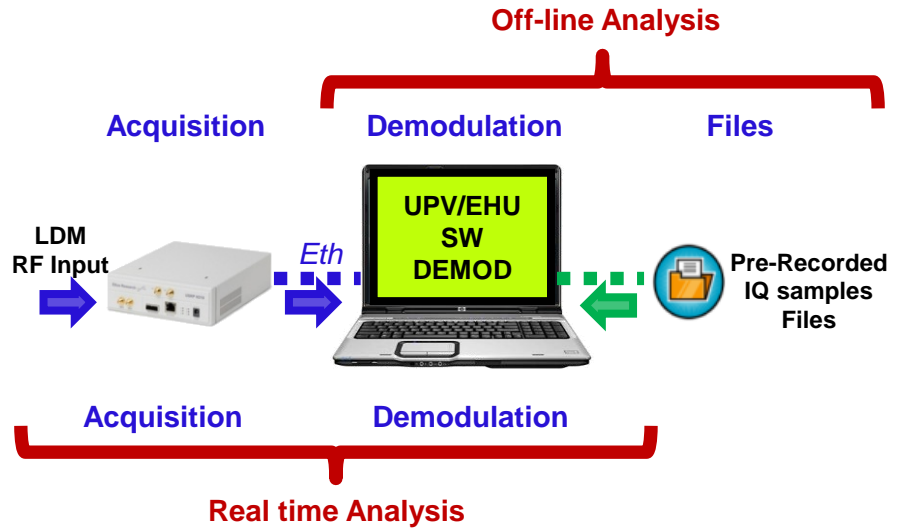 Off-line Analysis
Acquisition
Demodulation
Files
UPV/EHU
SW
DEMOD
LDM
RF Input
Eth
Pre-Recorded
IQ samples
Files
Acquisition
Demodulation
Real time Analysis